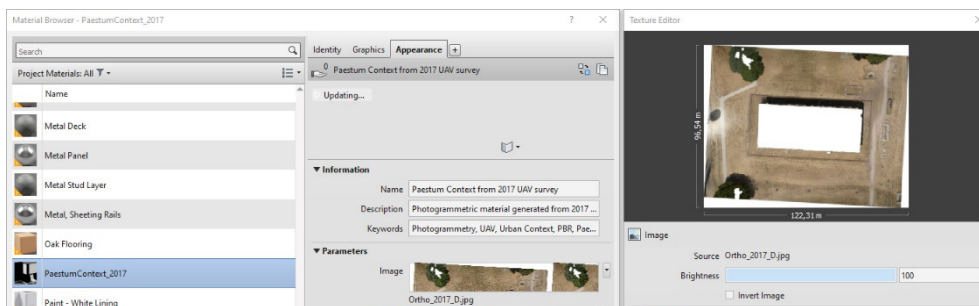 Material Browser - PaestumContext_2017
?
Search
Project Materials: All
Name
Metal Deck
Metal Panel
Metal Stud Layer
Metal, Sheeting Rails
Oak Flooring
PaestumContext_2017
Paint - White Lining
Identity Graphics Appearance +
0
Paestum Context from 2017 UAV survey
Updating...
Information
Name Paestum Context from 2017 UAV survey
Description Photogrammetric material generated from 2017 ...
Keywords Photogrammetry, UAV, Urban Context, PBR, Pae...
Parameters
Image
Ortho_2017_D.jpg
Texture Editor
96,54 m
122,31 m
Image
Source Ortho_2017_D.jpg
Brightness 100
Invert Image